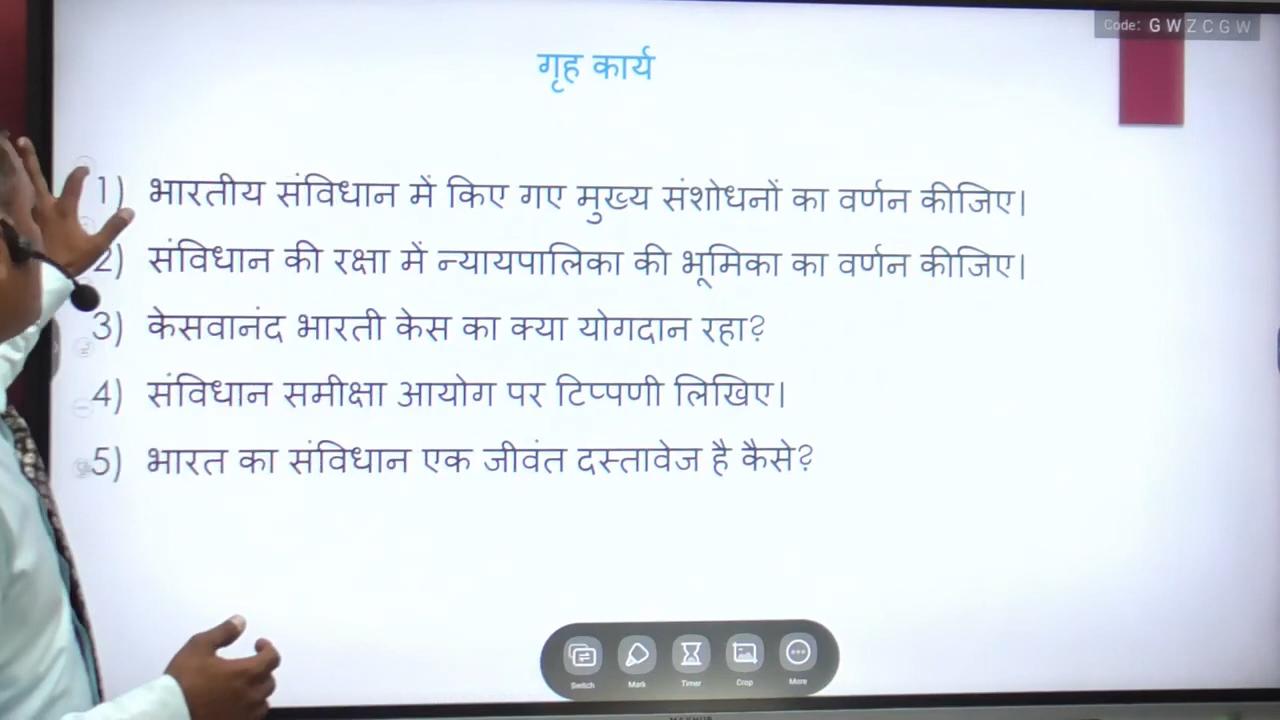 Code: G W Z C G W
गृह कार्य
1) भारतीय संविधान में किए गए मुख्य संशोधनों का वर्णन कीजिए।
2) संविधान की रक्षा में न्यायपालिका की भूमिका का वर्णन कीजिए।
3) केसवानंद भारती केस का क्या योगदान रहा?
4) संविधान समीक्षा आयोग पर टिप्पणी लिखिए।
5) भारत का संविधान एक जीवंत दस्तावेज है कैसे?
Switch Mark Timer Crop More